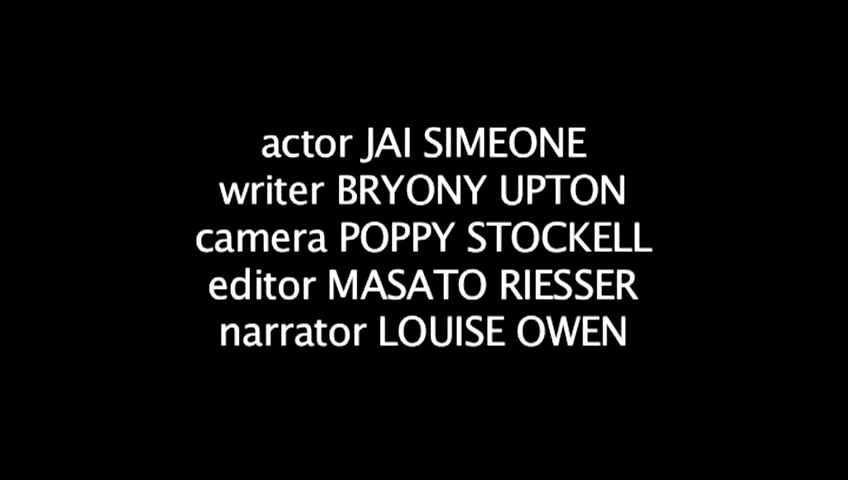 actor JAI SIMEONE
writer BRYONY UPTON
camera POPPY STOCKELL
editor MASATO RIESSER
narrator LOUISE OWEN